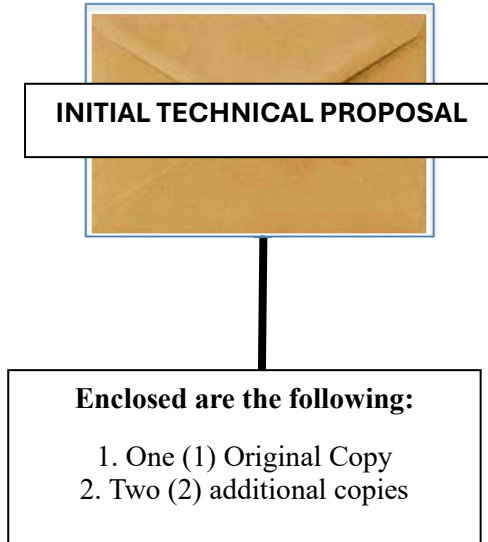 INITIAL TECHNICAL PROPOSAL
Enclosed are the following:
1. One (1) Original Copy
2. Two (2) additional copies